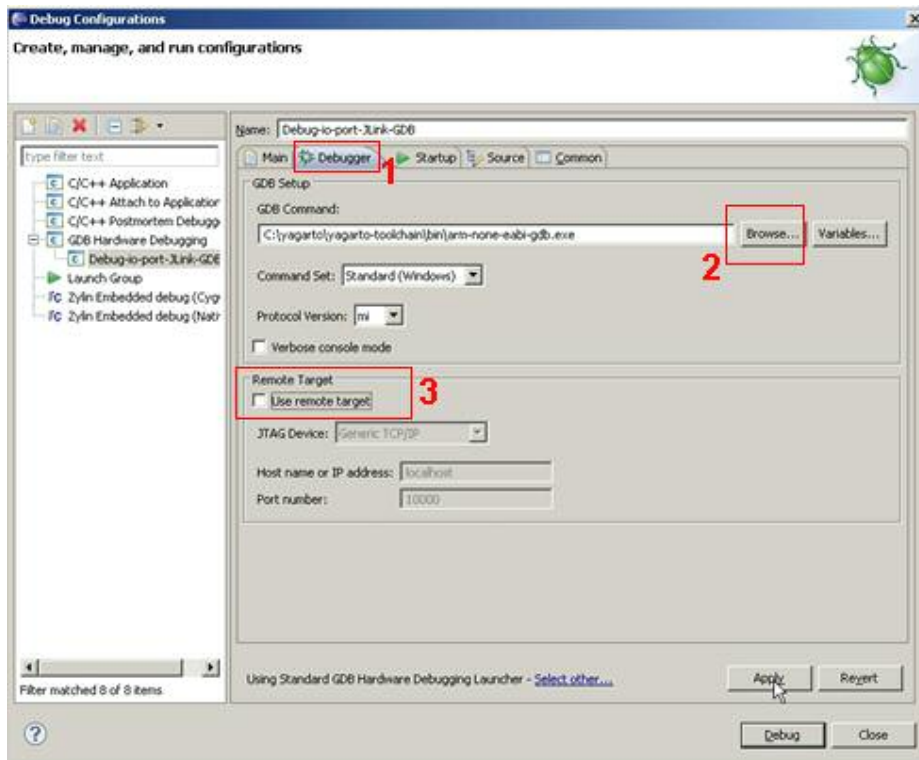 Debug Configurations
Create, manage, and run configurations
type filter text
C/C++ Application
C/C++ Attach to Application
C/C++ Postmortem Debugge
GDB Hardware Debugging
Debug-io-port-JLink-GDB
Launch Group
Zylin Embedded debug (Cyg
Zylin Embedded debug (Nati
Filter matched 8 of 8 items
Name: Debug-io-port-JLink-GDB
Main Debugger Startup Source Common
1
GDB Setup
GDB Command:
C:\yagarto\yagarto-toolchain\bin\arm-none-eabi-gdb.exe Browse... Variables...
2
Command Set: Standard (Windows)
Protocol Version: mi
Verbose console mode
Remote Target
Use remote target
3
JTAG Device: Generic TCP/IP
Host name or IP address: localhost
Port number: 10000
Using Standard GDB Hardware Debugging Launcher - Select other...
Apply Revert
? Debug Close